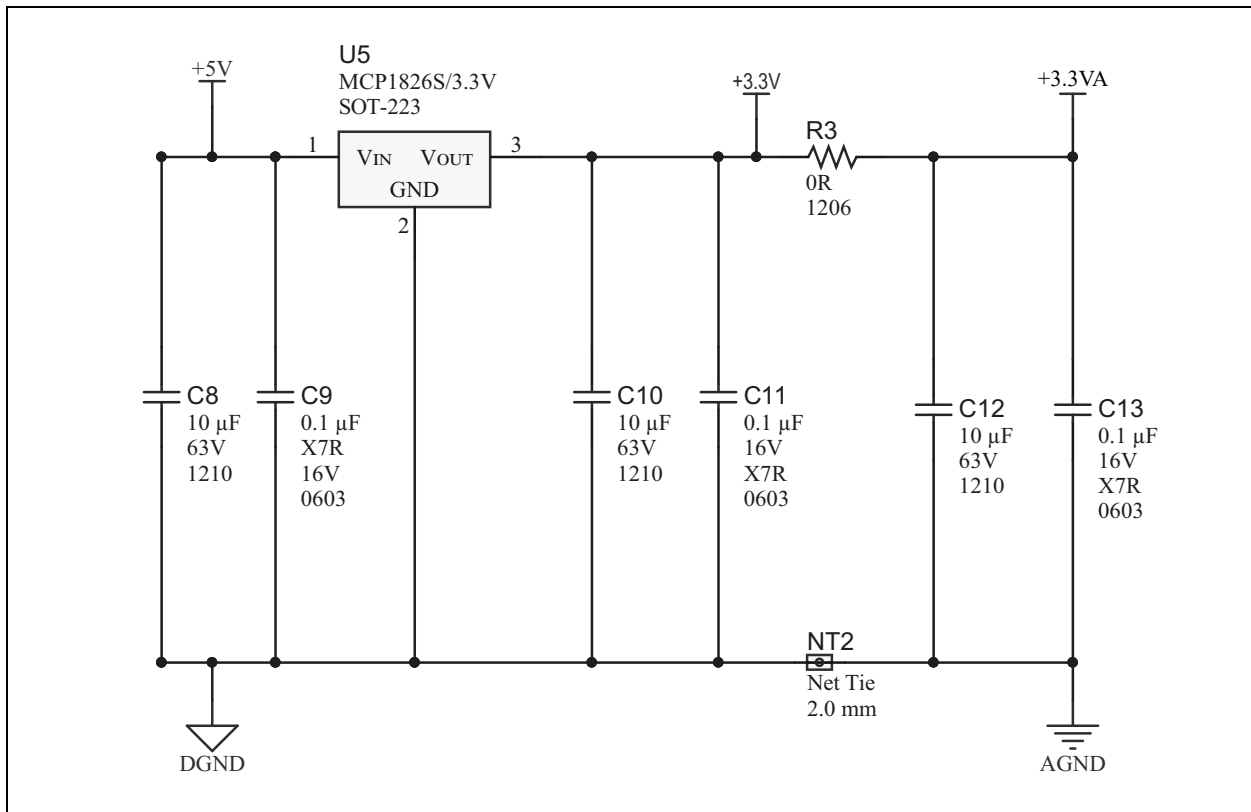 +5V
U5
MCP1826S/3.3V
SOT-223
1
VIN VOUT
GND
3
2
+3.3V
R3
0R
1206
+3.3VA
C8
10 µF
63V
1210
C9
0.1 µF
X7R
16V
0603
C10
10 µF
63V
1210
C11
0.1 µF
16V
X7R
0603
C12
10 µF
63V
1210
C13
0.1 µF
16V
X7R
0603
NT2
Net Tie
2.0 mm
DGND
AGND